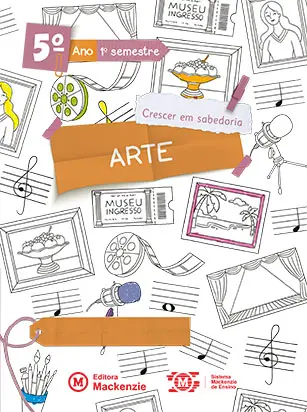 5º Ano 1º semestre
MUSEU
INGRESSO
Crescer em sabedoria
ARTE
MUSEU
INGRESSO
Editora
Mackenzie
Sistema
Mackenzie
de Ensino